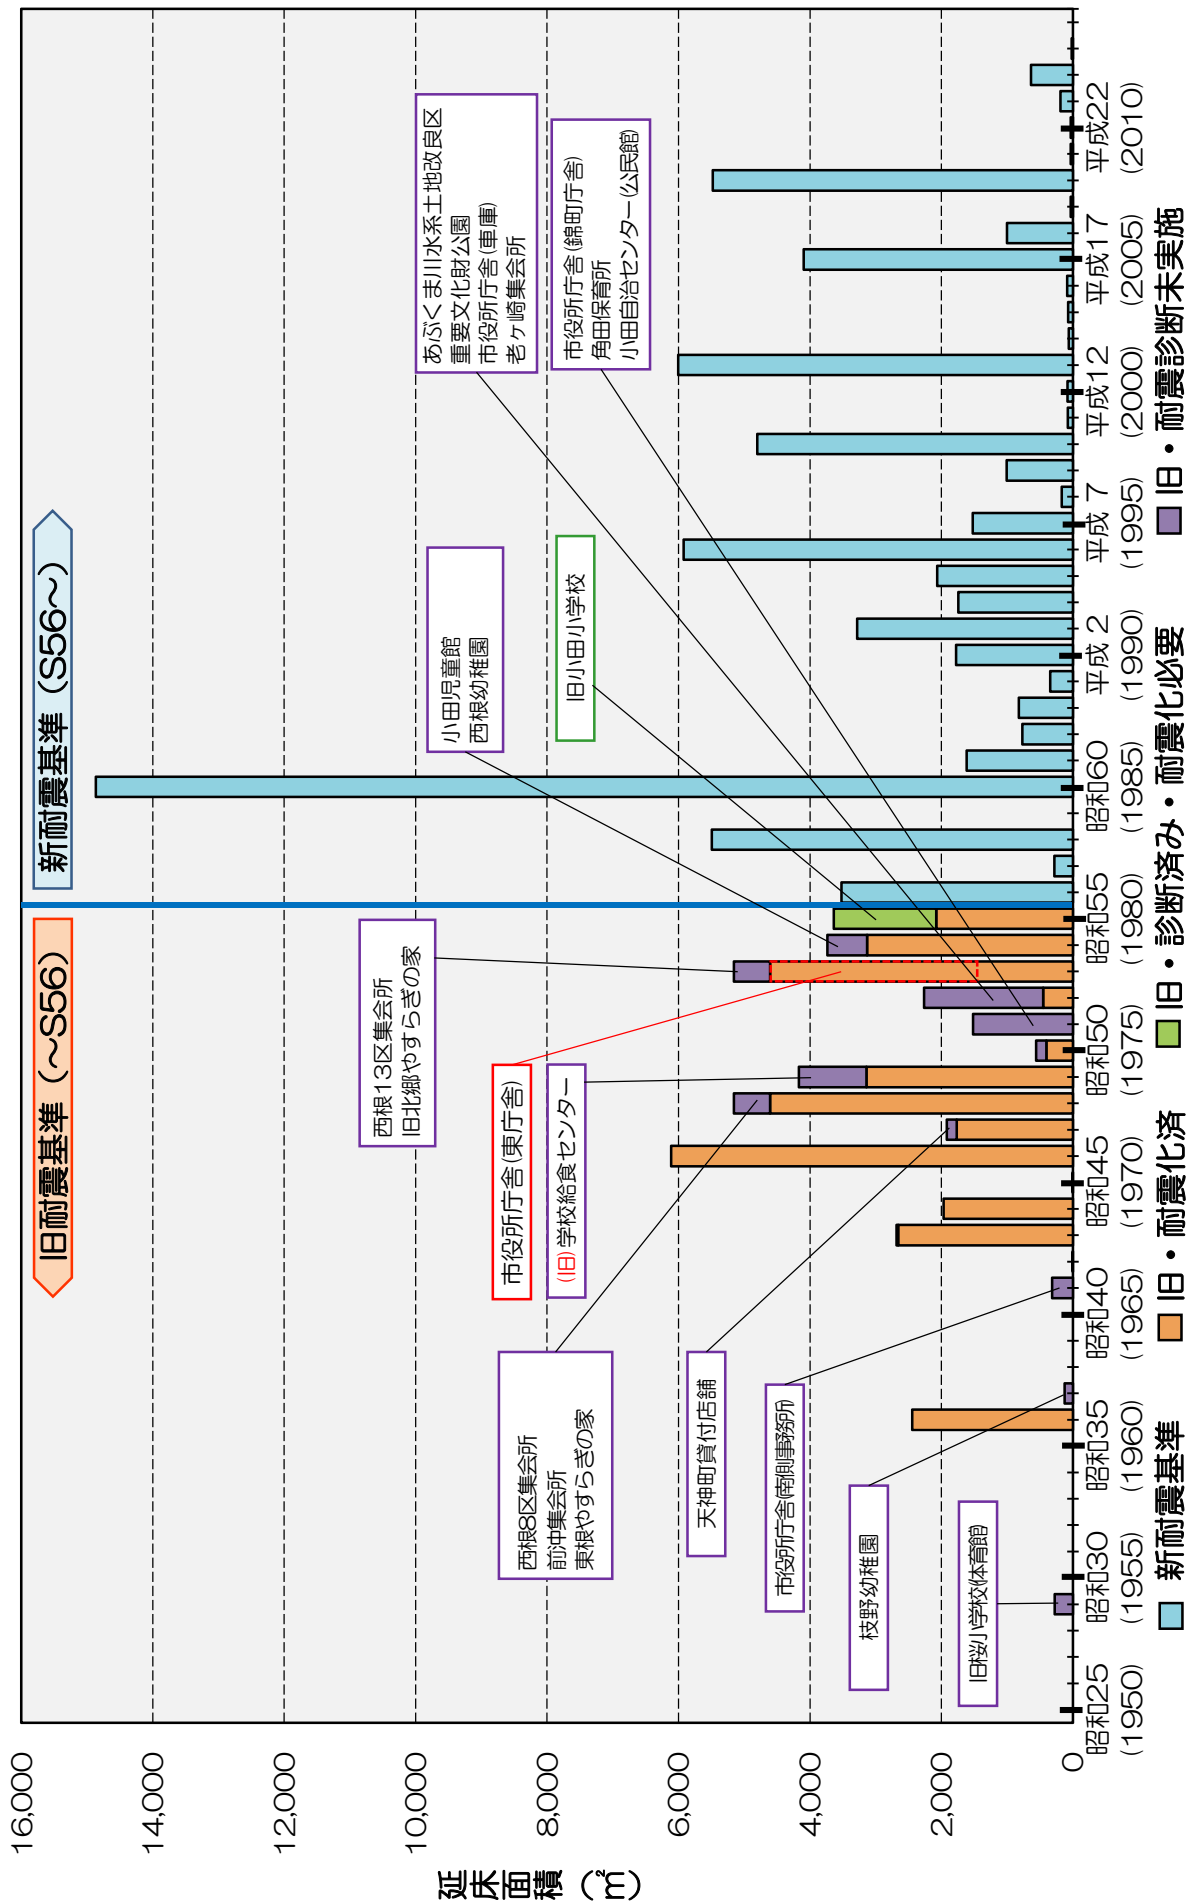 延床面積（㎡）
16,000
14,000
12,000
10,000
8,000
6,000
4,000
2,000
0
旧耐震基準（～S56）
新耐震基準（S56～）
西根13区集会所
旧北郷やすらぎの家
市役所庁舎(東庁舎)
(旧)学校給食センター
西根8区集会所
前沖集会所
東根やすらぎの家
天神町貸付店舗
市役所庁舎(南側事務所)
枝野幼稚園
旧桜小学校(体育館)
小田児童館
西根幼稚園
旧小田小学校
あぶくま川水系土地改良区
重要文化財公園
市役所庁舎(車庫)
老ヶ崎集会所
市役所庁舎(錦町庁舎)
角田保育所
小田自治センター(公民館)
昭和25
(1950)
昭和30
(1955)
昭和35
(1960)
昭和40
(1965)
昭和45
(1970)
昭和50
(1975)
昭和55
(1980)
昭和60
(1985)
平成2
(1990)
平成7
(1995)
平成12
(2000)
平成17
(2005)
平成22
(2010)
新耐震基準
旧・耐震化済
旧・診断済み・耐震化必要
旧・耐震診断未実施